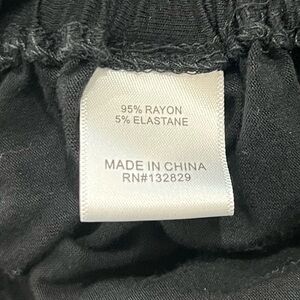 95% RAYON
5% ELASTANE
MADE IN CHINA
RN#132829